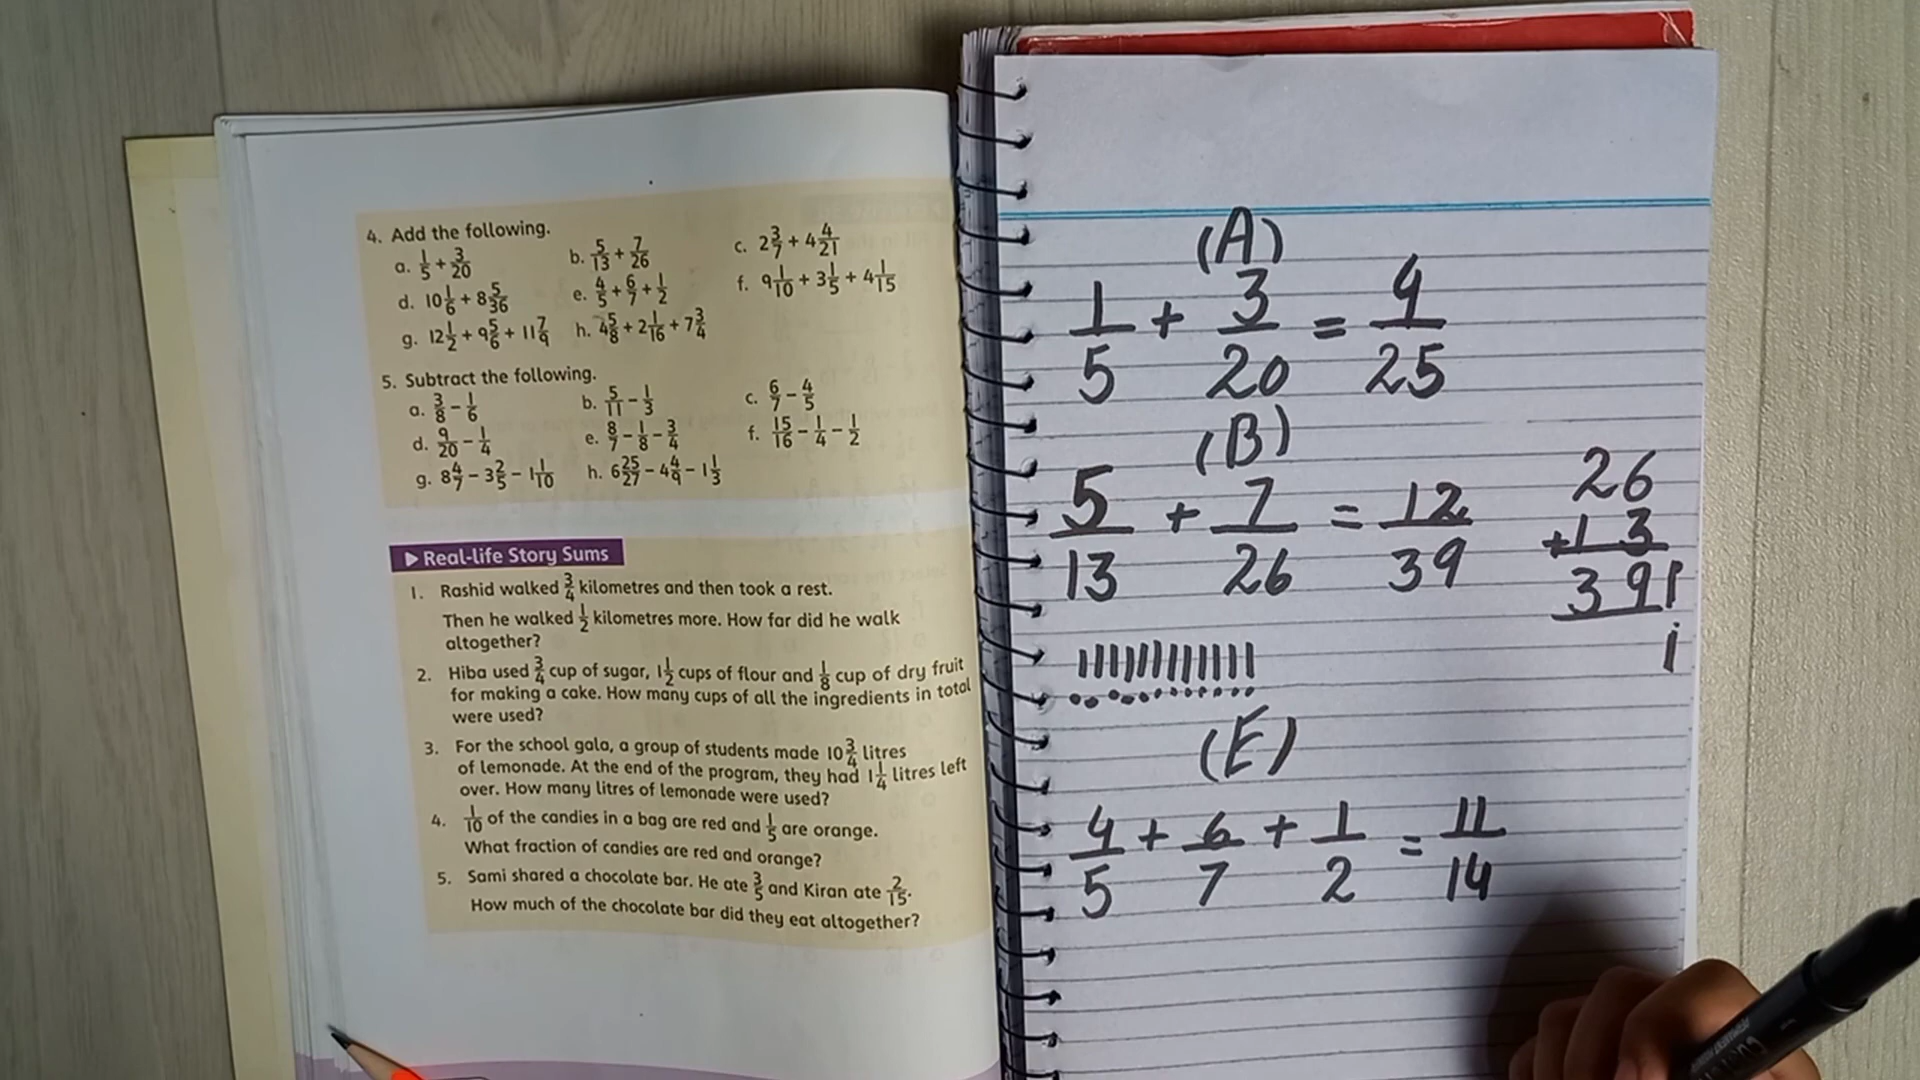 4. Add the following.
a. 1/5 + 3/20 b. 5/13 + 7/26 c. 2 3/7 + 4 4/21
d. 10 1/6 + 8 5/36 e. 4/5 + 6/7 + 1/2 f. 9 1/10 + 3 1/5 + 4 1/15
g. 12 1/2 + 9 5/6 + 11 7/9 h. 4 5/8 + 2 1/16 + 7 3/4
5. Subtract the following.
a. 3/8 − 1/6 b. 5/11 − 1/3 c. 6/7 − 4/5
d. 9/20 − 1/4 e. 8/7 − 1/8 − 3/4 f. 15/16 − 1/4 − 1/2
g. 8 4/7 − 3 2/5 − 1 1/10 h. 6 25/27 − 4 4/9 − 1 1/3
Real-life Story Sums
1. Rashid walked 3/4 kilometres and then took a rest.
Then he walked 1/2 kilometres more. How far did he walk
altogether?
2. Hiba used 3/4 cup of sugar, 1 1/2 cups of flour and 1/8 cup of dry fruit
for making a cake. How many cups of all the ingredients in total
were used?
3. For the school gala, a group of students made 10 3/4 litres
of lemonade. At the end of the program, they had 1 1/4 litres left
over. How many litres of lemonade were used?
4. 1/10 of the candies in a bag are red and 1/5 are orange.
What fraction of candies are red and orange?
5. Sami shared a chocolate bar. He ate 3/5 and Kiran ate 2/15.
How much of the chocolate bar did they eat altogether?
(A)
1/5 + 3/20 = 4/25
(B)
5/13 + 7/26 = 12/39
26
+13
39
(E)
4/5 + 6/7 + 1/2 = 11/14